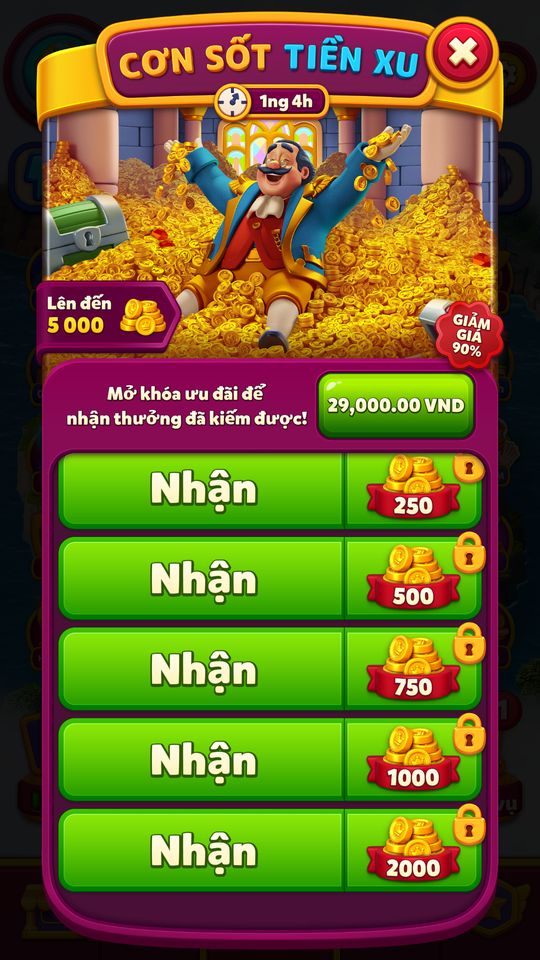 CƠN SỐT TIỀN XU
1ng 4h
Lên đến
5 000
GIẢM
GIÁ
90%
Mở khóa ưu đãi để
nhận thưởng đã kiếm được!
29,000.00 VND
Nhận
250
Nhận
500
Nhận
750
Nhận
1000
Nhận
2000